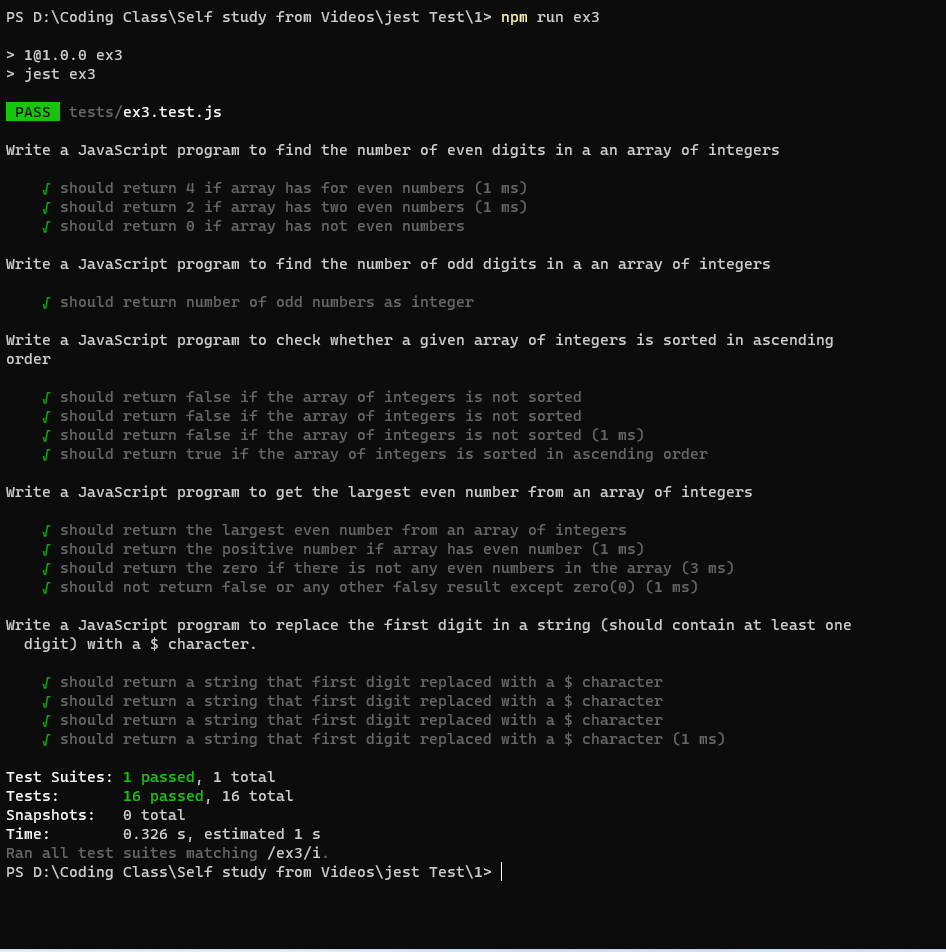 PS D:\Coding Class\Self study from Videos\jest Test\1> npm run ex3
> 1@1.0.0 ex3
> jest ex3
PASS tests/ex3.test.js
Write a JavaScript program to find the number of even digits in a an array of integers
√ should return 4 if array has for even numbers (1 ms)
√ should return 2 if array has two even numbers (1 ms)
√ should return 0 if array has not even numbers
Write a JavaScript program to find the number of odd digits in a an array of integers
√ should return number of odd numbers as integer
Write a JavaScript program to check whether a given array of integers is sorted in ascending
order
√ should return false if the array of integers is not sorted
√ should return false if the array of integers is not sorted
√ should return false if the array of integers is not sorted (1 ms)
√ should return true if the array of integers is sorted in ascending order
Write a JavaScript program to get the largest even number from an array of integers
√ should return the largest even number from an array of integers
√ should return the positive number if array has even number (1 ms)
√ should return the zero if there is not any even numbers in the array (3 ms)
√ should not return false or any other falsy result except zero(0) (1 ms)
Write a JavaScript program to replace the first digit in a string (should contain at least one
digit) with a $ character.
√ should return a string that first digit replaced with a $ character
√ should return a string that first digit replaced with a $ character
√ should return a string that first digit replaced with a $ character
√ should return a string that first digit replaced with a $ character (1 ms)
Test Suites: 1 passed, 1 total
Tests: 16 passed, 16 total
Snapshots: 0 total
Time: 0.326 s, estimated 1 s
Ran all test suites matching /ex3/i.
PS D:\Coding Class\Self study from Videos\jest Test\1>